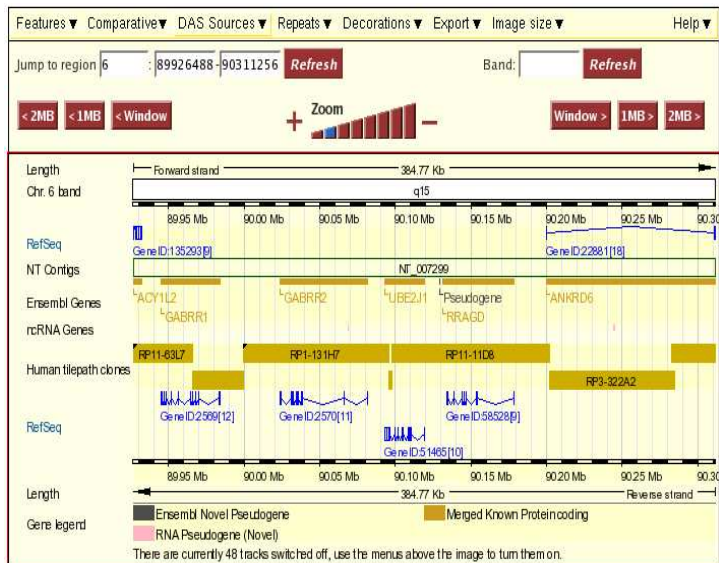 Features ▼ Comparative▼ DAS Sources ▼ Repeats ▼ Decorations ▼ Export ▼ Image size ▼ Help ▼
Jump to region 6 : 89926488 - 90311256 Refresh Band: Refresh
< 2MB < 1MB < Window + Zoom − Window > 1MB > 2MB >
Length Forward strand 384.77 Kb
Chr. 6 band q15
89.95 Mb 90.00 Mb 90.05 Mb 90.10 Mb 90.15 Mb 90.20 Mb 90.25 Mb 90.30
RefSeq GeneID:135293[9] GeneID:22881[18]
NT Contigs NT_007299
Ensembl Genes ACY1L2 GABRR2 UBE2J1 Pseudogene ANKRD6
GABRR1 RRAGD
ncRNA Genes
RP11-63L7 RP1-131H7 RP11-11D8
Human tilepath clones
RP3-322A2
RefSeq GeneID:2569[12] GeneID:2570[11] GeneID:58528[9]
GeneID:51465[10]
89.95 Mb 90.00 Mb 90.05 Mb 90.10 Mb 90.15 Mb 90.20 Mb 90.25 Mb 90.30
Length 384.77 Kb Reverse strand
Gene legend Ensembl Novel Pseudogene Merged Known Protein coding
RNA Pseudogene (Novel)
There are currently 48 tracks switched off, use the menus above the image to turn them on.